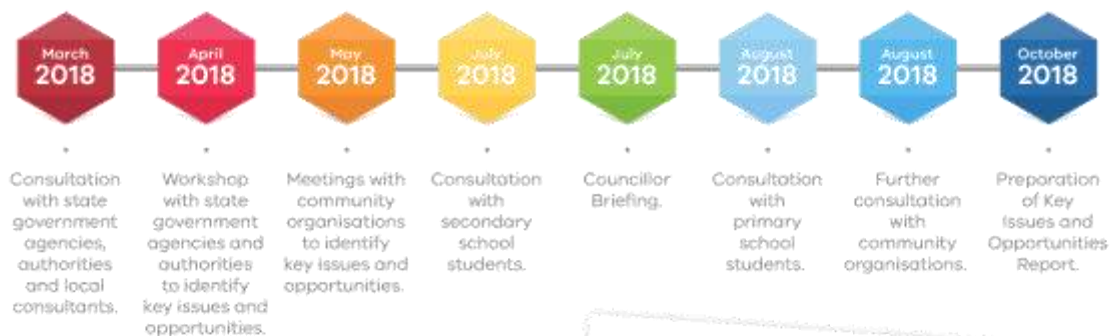 March
2018
Consultation
with state
government
agencies,
authorities
and local
consultants.
April
2018
Workshop
with state
government
agencies and
authorities
to identify
key issues and
opportunities.
May
2018
Meetings with
community
organisations
to identify
key issues and
opportunities.
July
2018
Consultation
with
secondary
school
students.
July
2018
Councillor
Briefing.
August
2018
Consultation
with
primary
school
students.
August
2018
Further
consultation
with
community
organisations.
October
2018
Preparation
of Key
Issues and
Opportunities
Report.